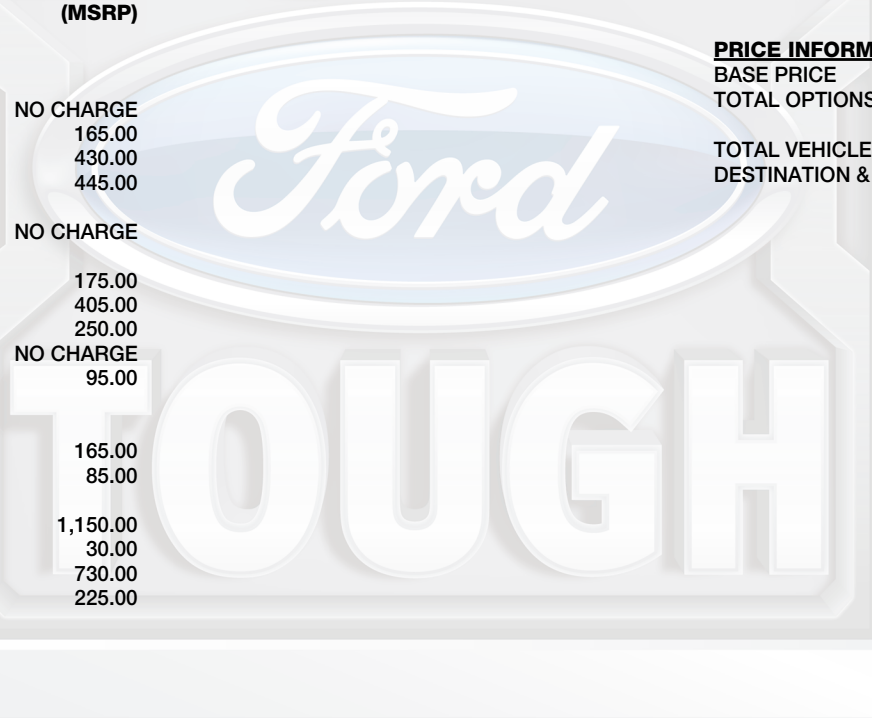 (MSRP)
NO CHARGE
165.00
430.00
445.00
NO CHARGE
175.00
405.00
250.00
NO CHARGE
95.00
165.00
85.00
1,150.00
30.00
730.00
225.00
PRICE INFORM
BASE PRICE
TOTAL OPTIONS
TOTAL VEHICLE
DESTINATION &
Ford
TOUGH